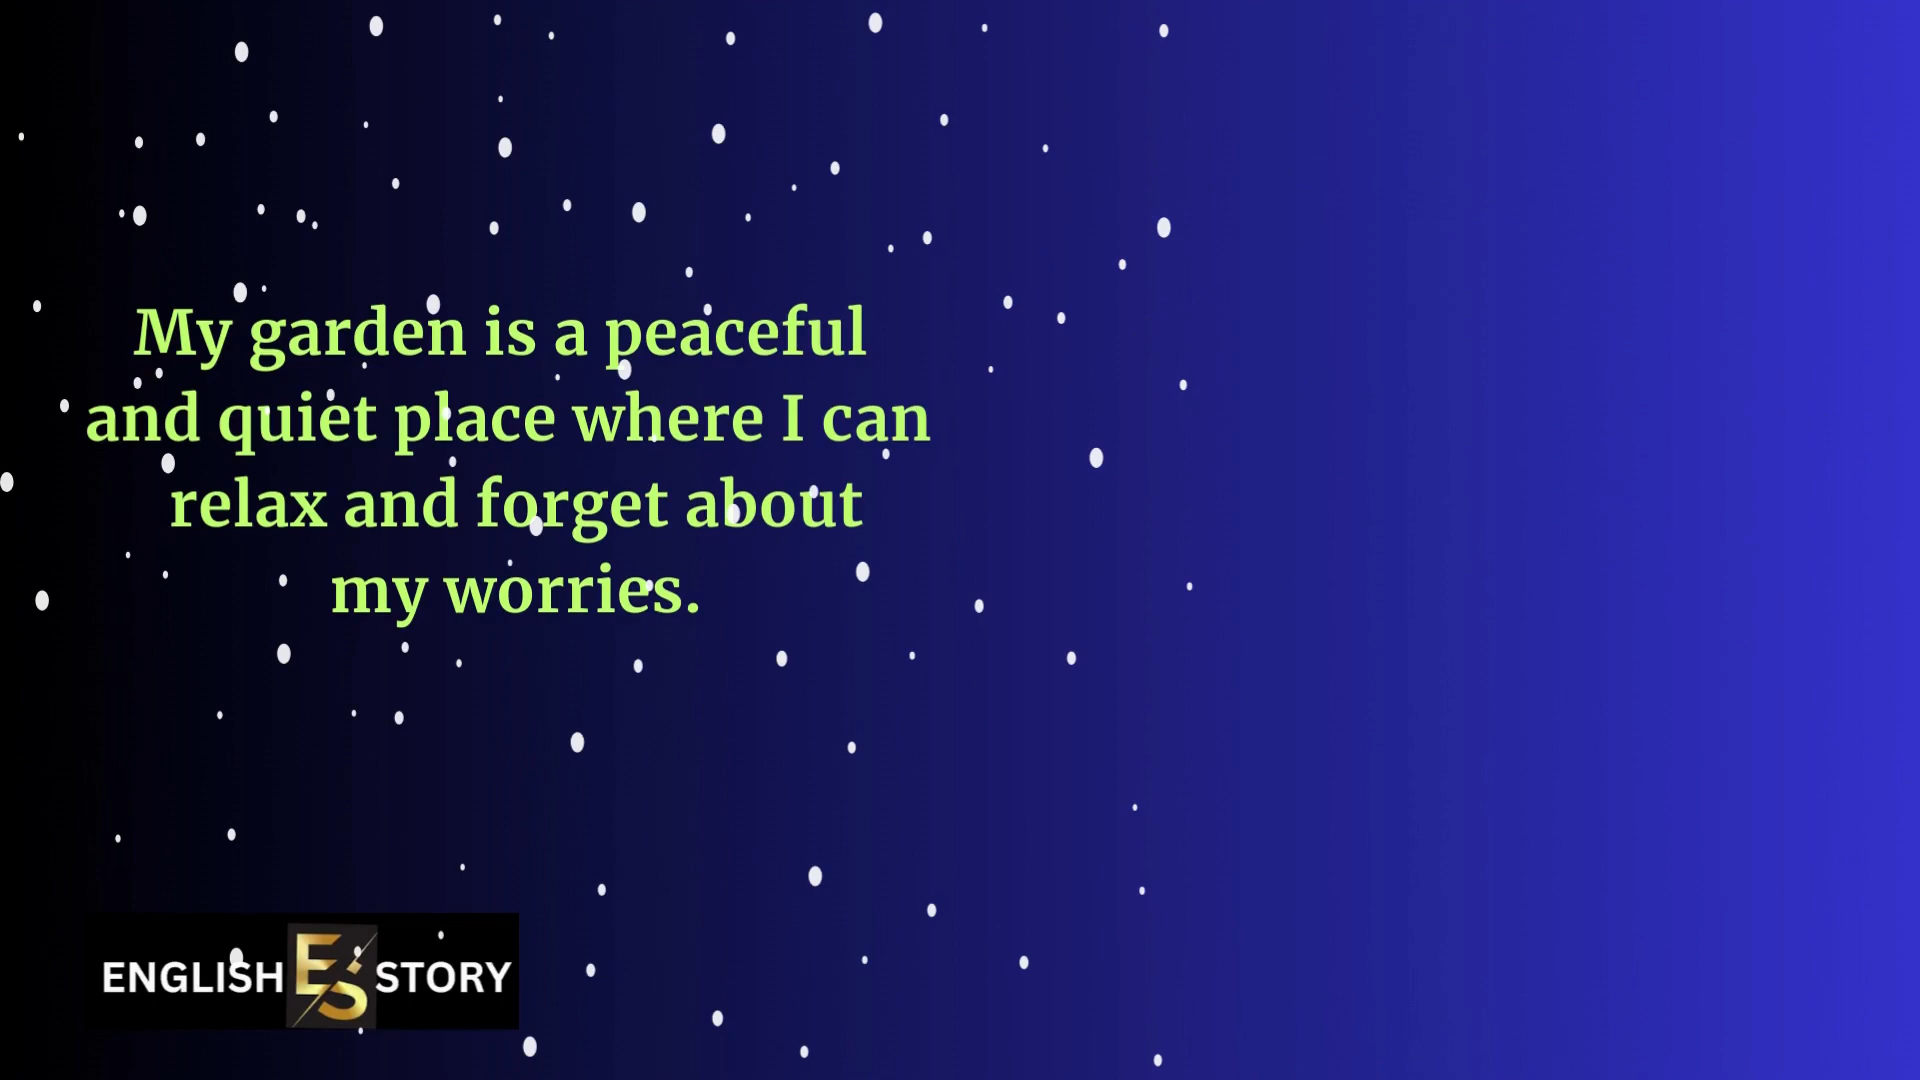 My garden is a peaceful
and quiet place where I can
relax and forget about
my worries.
ENGLISH ES STORY